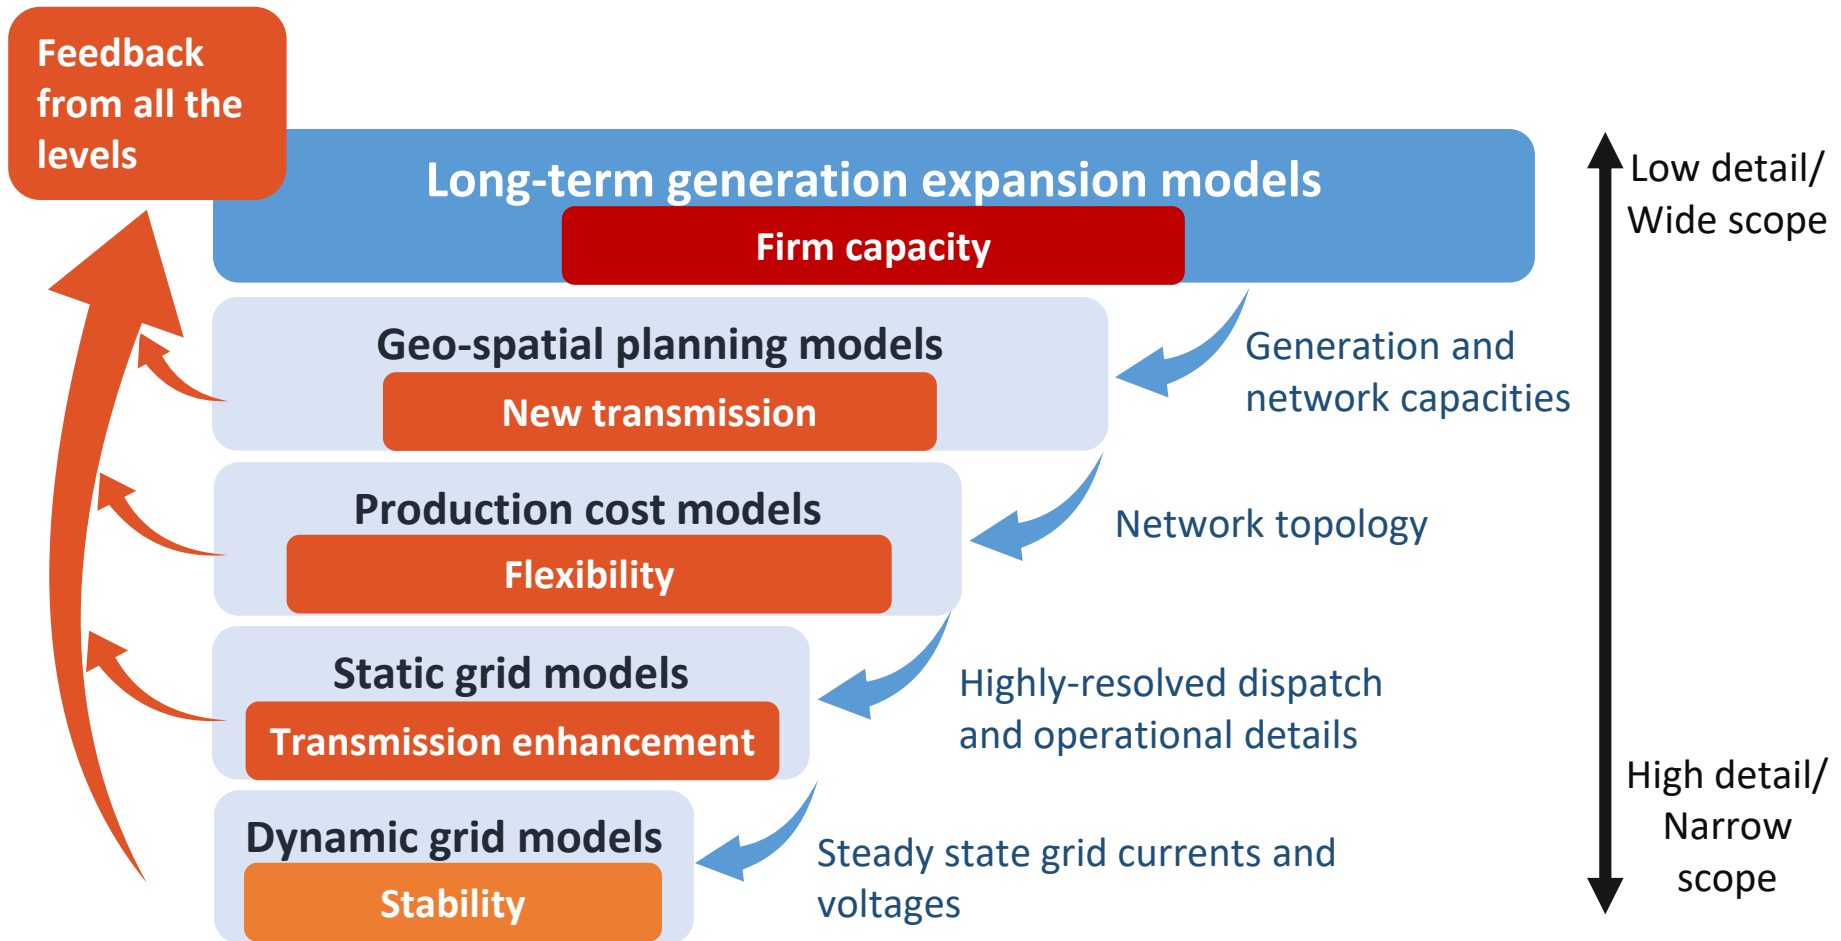 Feedback
from all the
levels
Long-term generation expansion models
Firm capacity
Low detail/
Wide scope
Geo-spatial planning models
New transmission
Generation and
network capacities
Production cost models
Flexibility
Network topology
Static grid models
Transmission enhancement
Highly-resolved dispatch
and operational details
High detail/
Narrow
scope
Dynamic grid models
Stability
Steady state grid currents and
voltages